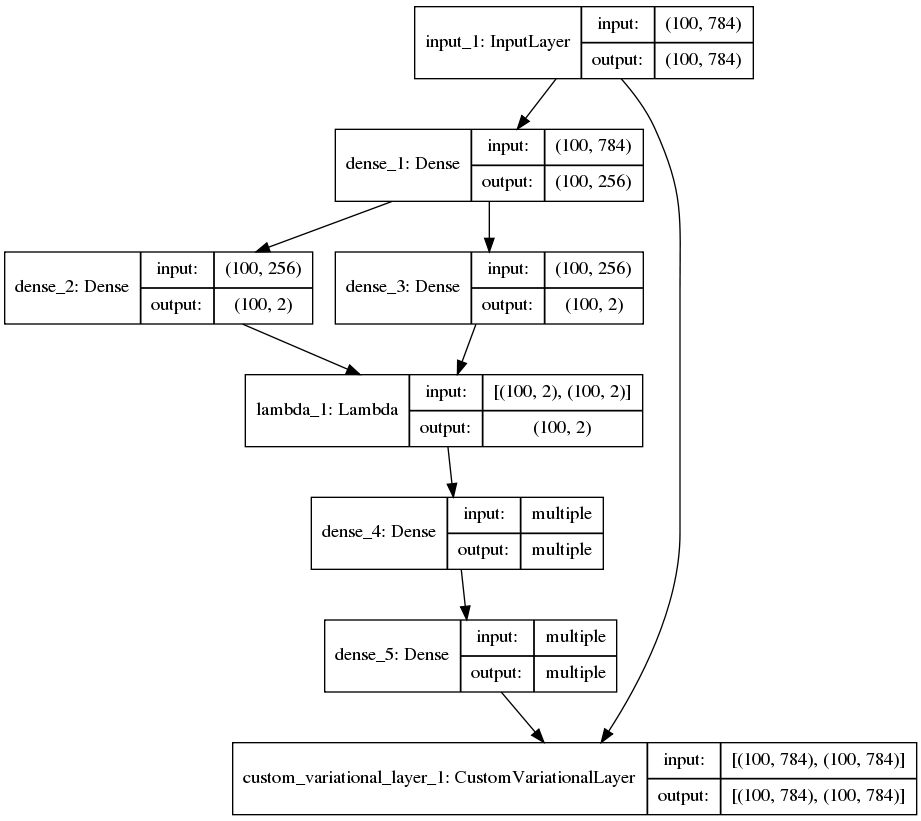 input_1: InputLayer
input: (100, 784)
output: (100, 784)
dense_1: Dense
input: (100, 784)
output: (100, 256)
dense_2: Dense
input: (100, 256)
output: (100, 2)
dense_3: Dense
input: (100, 256)
output: (100, 2)
lambda_1: Lambda
input: [(100, 2), (100, 2)]
output: (100, 2)
dense_4: Dense
input: multiple
output: multiple
dense_5: Dense
input: multiple
output: multiple
custom_variational_layer_1: CustomVariationalLayer
input: [(100, 784), (100, 784)]
output: [(100, 784), (100, 784)]